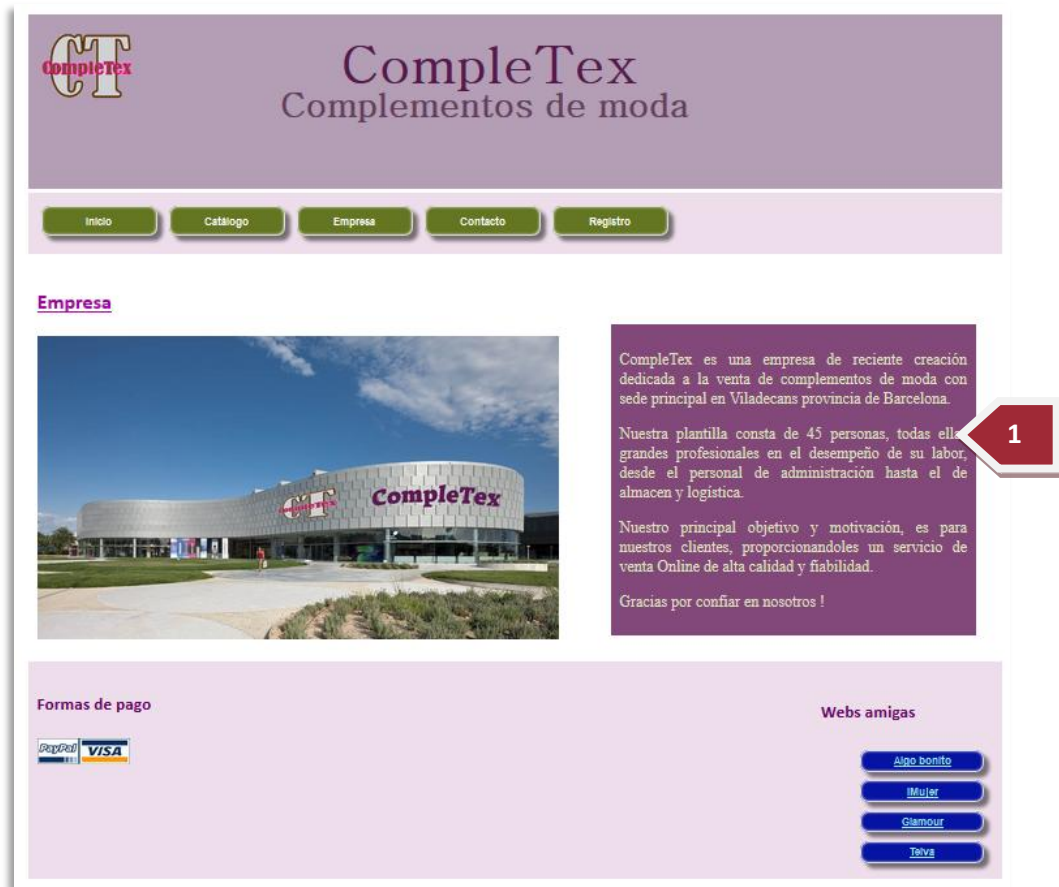 CT
CompleTex
CompleTex
Complementos de moda
Inicio
Catálogo
Empresa
Contacto
Registro
Empresa
CT
CompleTex
CompleTex
CompleTex es una empresa de reciente creación
dedicada a la venta de complementos de moda con
sede principal en Viladecans provincia de Barcelona.
Nuestra plantilla consta de 45 personas, todas ella
grandes profesionales en el desempeño de su labor,
desde el personal de administración hasta el de
almacen y logística.
Nuestro principal objetivo y motivación, es para
nuestros clientes, proporcionandoles un servicio de
venta Online de alta calidad y fiabilidad.
Gracias por confiar en nosotros !
1
Formas de pago
PayPal VISA
Webs amigas
Algo bonito
IMujer
Glamour
Telva